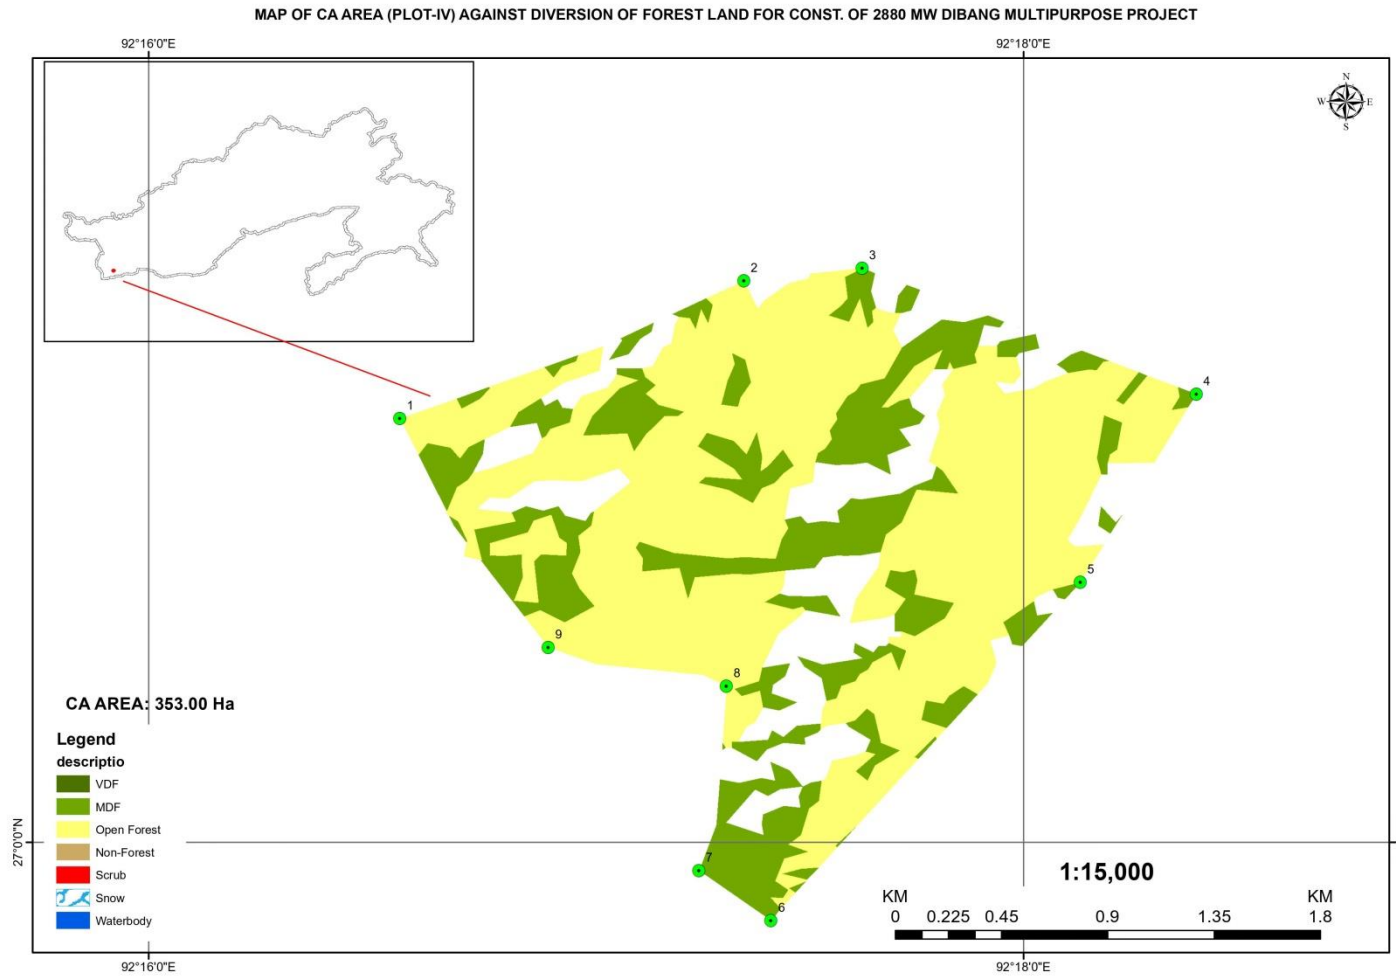 MAP OF CA AREA (PLOT-IV) AGAINST DIVERSION OF FOREST LAND FOR CONST. OF 2880 MW DIBANG MULTIPURPOSE PROJECT
92°16'0"E 92°18'0"E
N
W E
S
3
2
4
1
5
9
8
CA AREA: 353.00 Ha
Legend
descriptio
VDF
MDF
Open Forest
Non-Forest
Scrub
Snow
Waterbody
27°0'0"N
7
6
1:15,000
KM KM
0 0.225 0.45 0.9 1.35 1.8
92°16'0"E 92°18'0"E